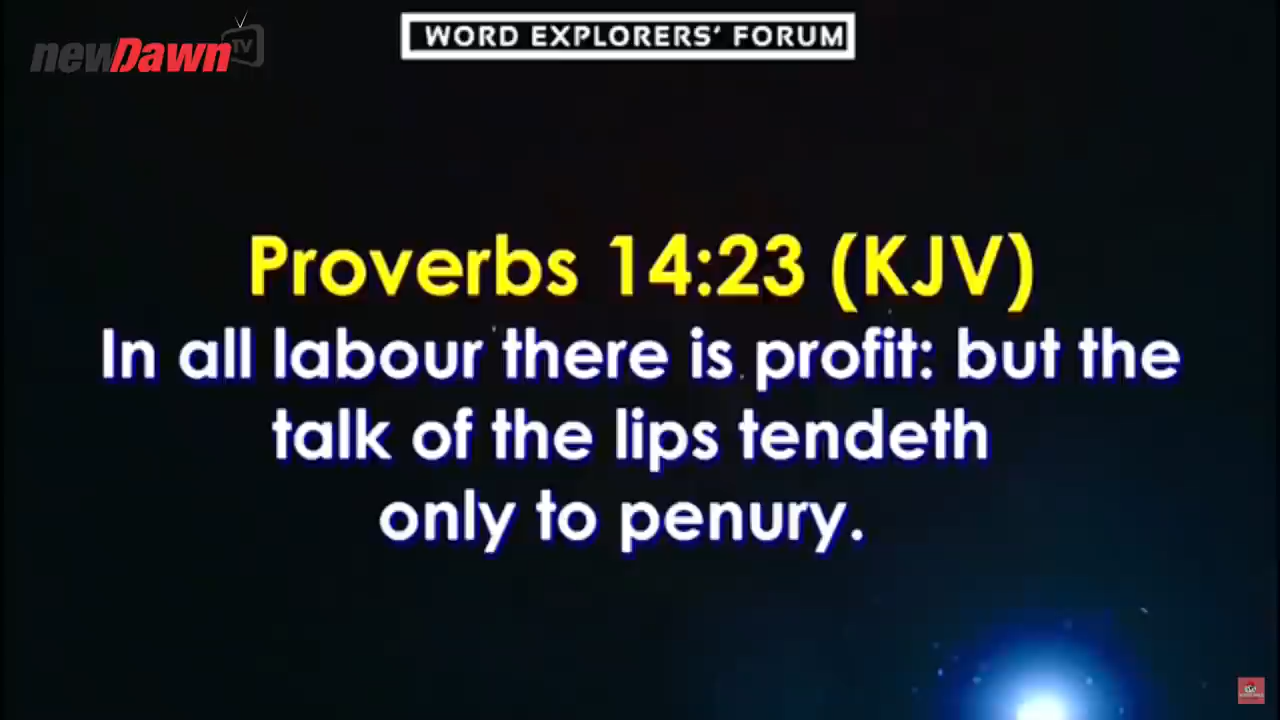 newDawn TV
WORD EXPLORERS' FORUM
Proverbs 14:23 (KJV)
In all labour there is profit: but the
talk of the lips tendeth
only to penury.